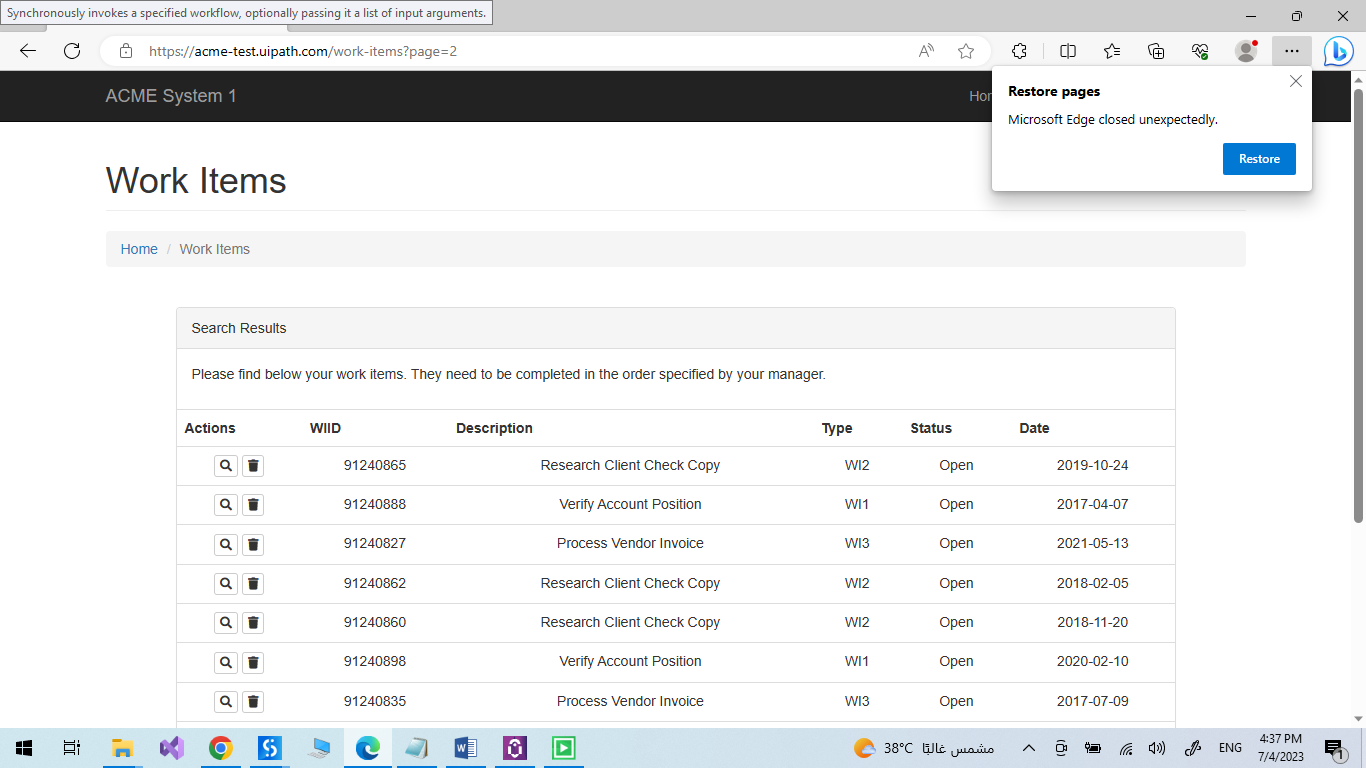 Synchronously invokes a specified workflow, optionally passing it a list of input arguments.
https://acme-test.uipath.com/work-items?page=2
ACME System 1
Restore pages
Microsoft Edge closed unexpectedly.
Restore
Work Items
Home / Work Items
Search Results
Please find below your work items. They need to be completed in the order specified by your manager.
Actions WIID Description Type Status Date
91240865 Research Client Check Copy WI2 Open 2019-10-24
91240888 Verify Account Position WI1 Open 2017-04-07
91240827 Process Vendor Invoice WI3 Open 2021-05-13
91240862 Research Client Check Copy WI2 Open 2018-02-05
91240860 Research Client Check Copy WI2 Open 2018-11-20
91240898 Verify Account Position WI1 Open 2020-02-10
91240835 Process Vendor Invoice WI3 Open 2017-07-09
38°C مشمس غالبًا
ENG
4:37 PM
7/4/2023
1